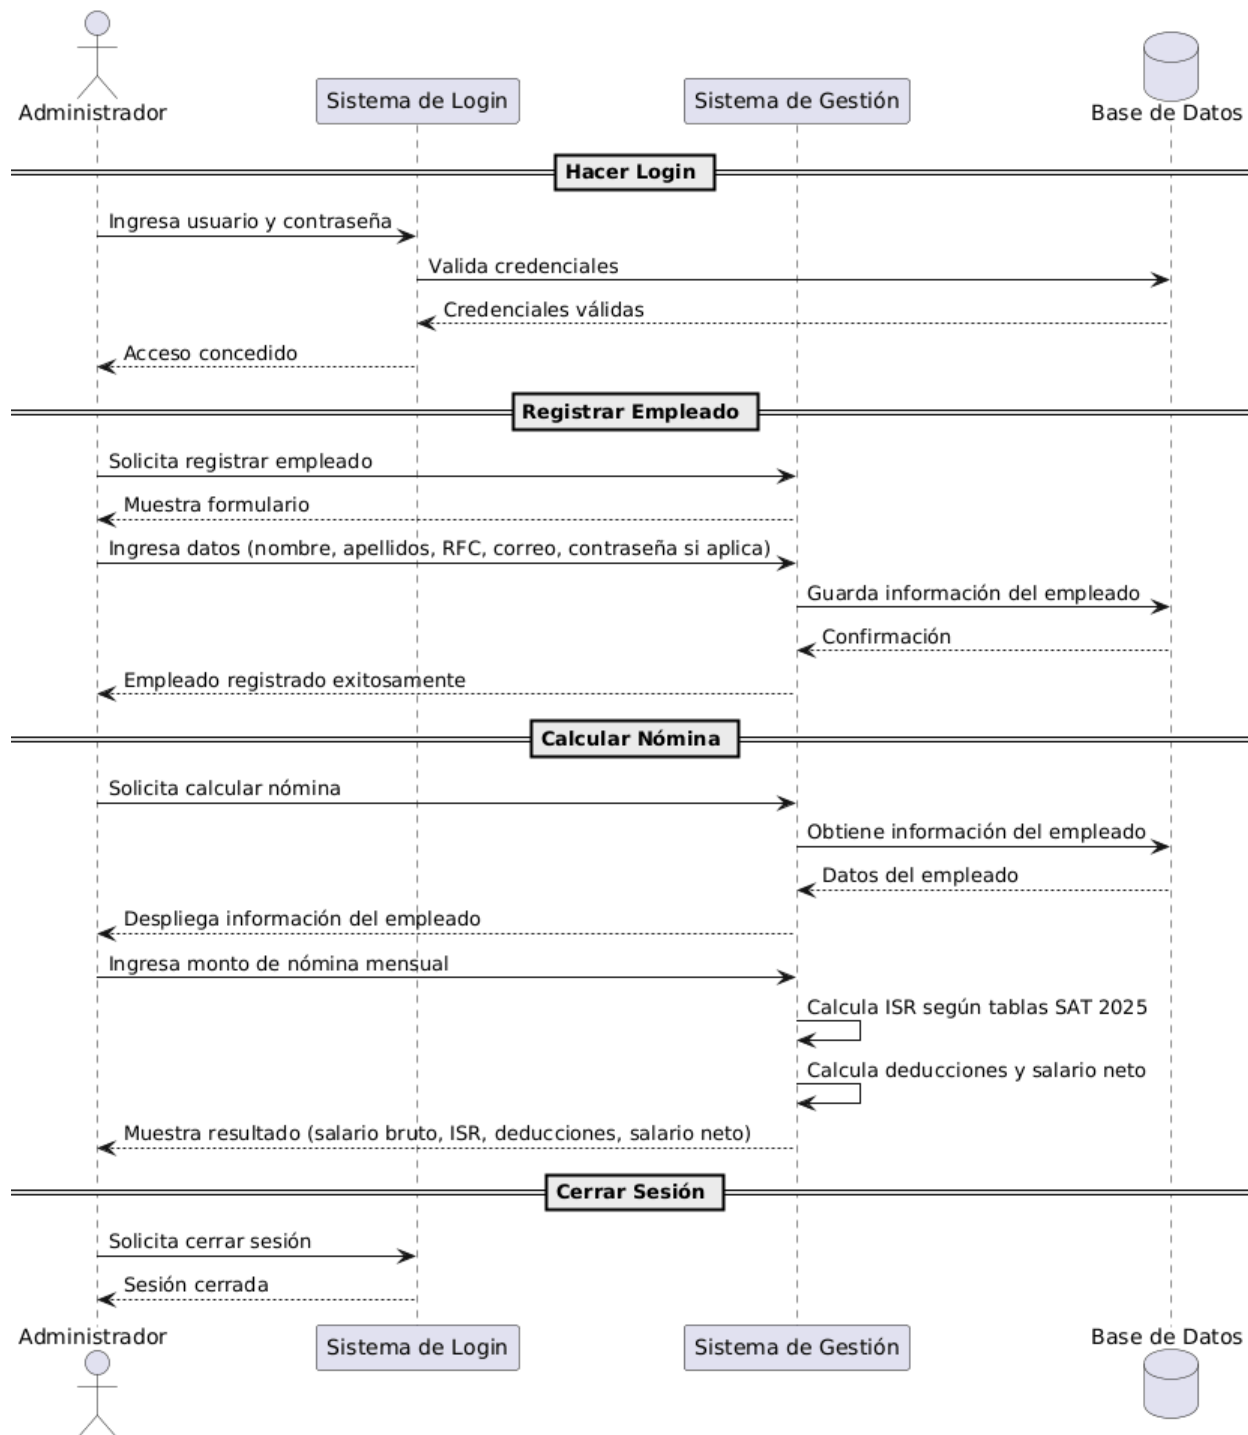 Administrador
Sistema de Login
Sistema de Gestión
Base de Datos
Hacer Login
Ingresa usuario y contraseña
Valida credenciales
Credenciales válidas
Acceso concedido
Registrar Empleado
Solicita registrar empleado
Muestra formulario
Ingresa datos (nombre, apellidos, RFC, correo, contraseña si aplica)
Guarda información del empleado
Confirmación
Empleado registrado exitosamente
Calcular Nómina
Solicita calcular nómina
Obtiene información del empleado
Datos del empleado
Despliega información del empleado
Ingresa monto de nómina mensual
Calcula ISR según tablas SAT 2025
Calcula deducciones y salario neto
Muestra resultado (salario bruto, ISR, deducciones, salario neto)
Cerrar Sesión
Solicita cerrar sesión
Sesión cerrada
Administrador
Sistema de Login
Sistema de Gestión
Base de Datos